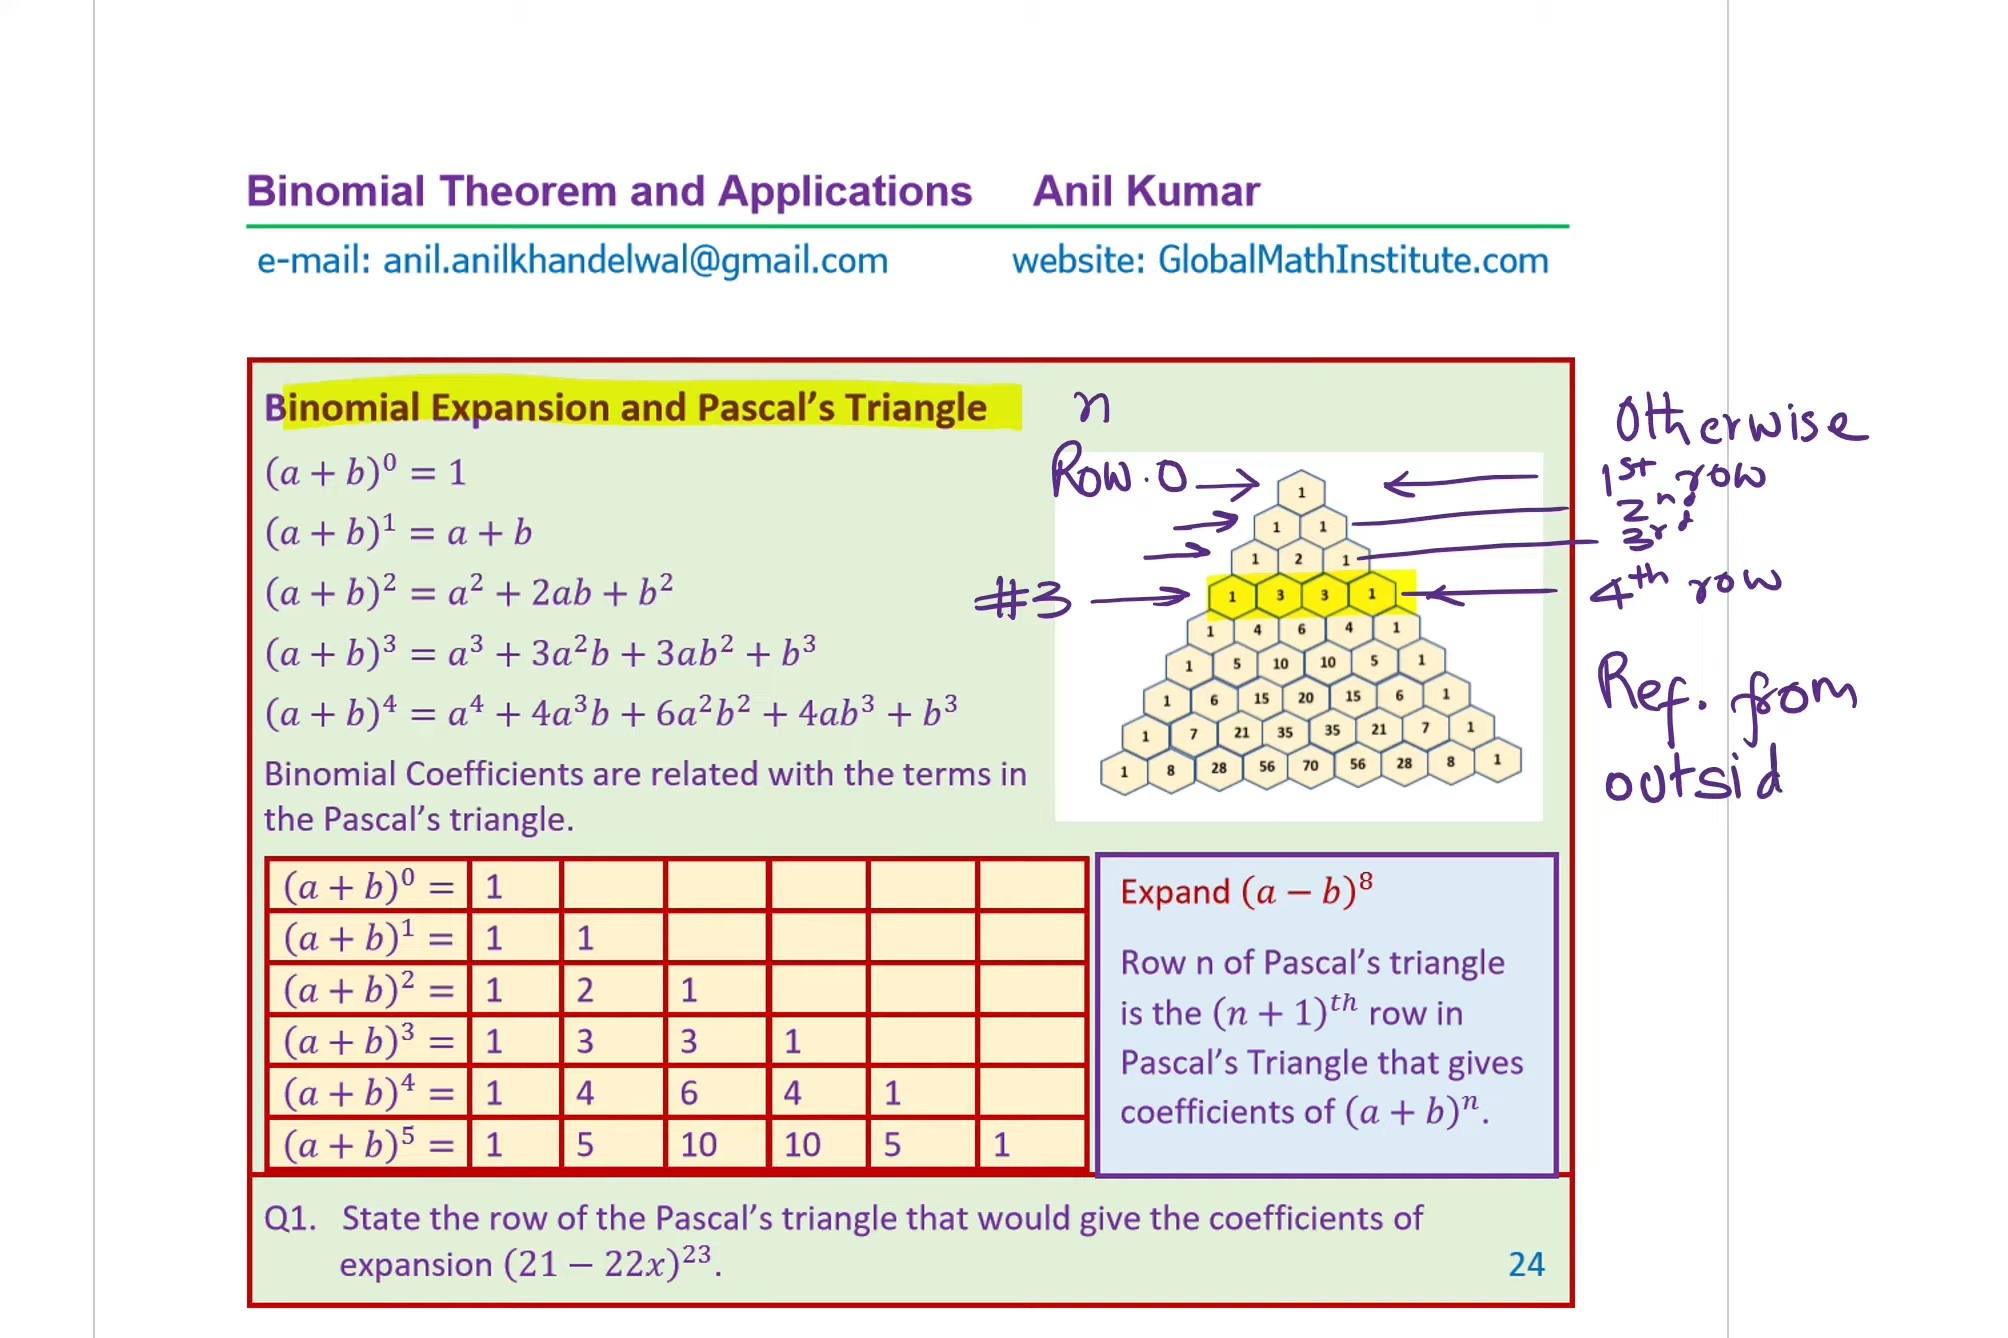 Binomial Theorem and Applications Anil Kumar
e-mail: anil.anilkhandelwal@gmail.com website: GlobalMathInstitute.com
Binomial Expansion and Pascal's Triangle
(a + b)⁰ = 1
(a + b)¹ = a + b
(a + b)² = a² + 2ab + b²
(a + b)³ = a³ + 3a²b + 3ab² + b³
(a + b)⁴ = a⁴ + 4a³b + 6a²b² + 4ab³ + b³
Binomial Coefficients are related with the terms in
the Pascal's triangle.
n
Row.0
#3
1
1 1
1 2 1
1 3 3 1
1 4 6 4 1
1 5 10 10 5 1
1 6 15 20 15 6 1
1 7 21 35 35 21 7 1
1 8 28 56 70 56 28 8 1
Otherwise
1st row
2nd
3rd
4th row
Ref. from
outsid
(a + b)⁰ = 1
(a + b)¹ = 1 1
(a + b)² = 1 2 1
(a + b)³ = 1 3 3 1
(a + b)⁴ = 1 4 6 4 1
(a + b)⁵ = 1 5 10 10 5 1
Expand (a − b)⁸
Row n of Pascal's triangle
is the (n + 1)ᵗʰ row in
Pascal's Triangle that gives
coefficients of (a + b)ⁿ.
Q1. State the row of the Pascal's triangle that would give the coefficients of
expansion (21 − 22x)²³. 24